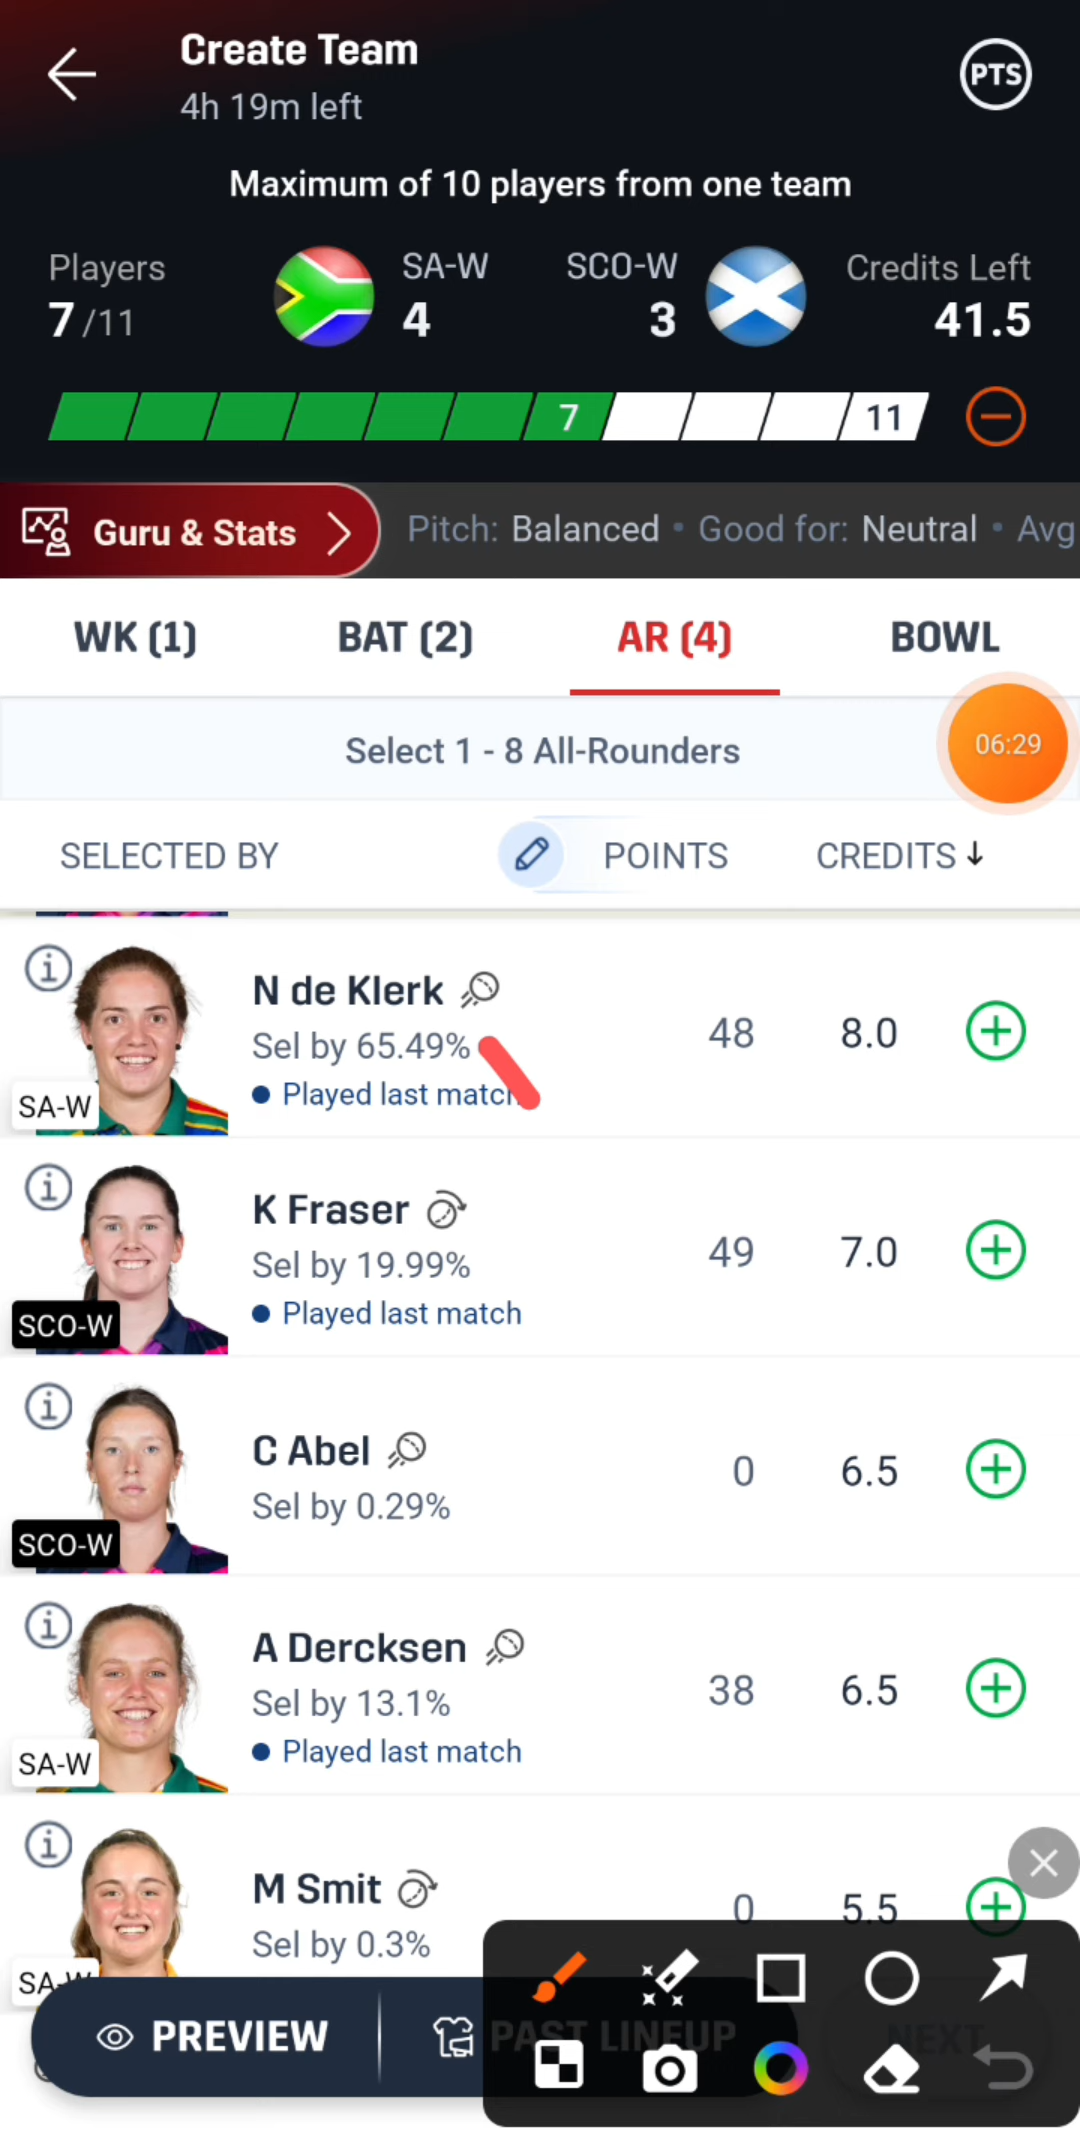 Create Team
4h 19m left
PTS
Maximum of 10 players from one team
Players
7 /11
SA-W
4
SCO-W
3
Credits Left
41.5
7
11
Guru & Stats
Pitch: Balanced • Good for: Neutral • Avg
WK (1)
BAT (2)
AR (4)
BOWL
Select 1 - 8 All-Rounders
06:29
SELECTED BY
POINTS
CREDITS
N de Klerk
Sel by 65.49%
Played last match
SA-W
48
8.0
K Fraser
Sel by 19.99%
Played last match
SCO-W
49
7.0
C Abel
Sel by 0.29%
SCO-W
0
6.5
A Dercksen
Sel by 13.1%
Played last match
SA-W
38
6.5
M Smit
Sel by 0.3%
SA-W
0
5.5
PREVIEW
PAST LINEUP
NEXT